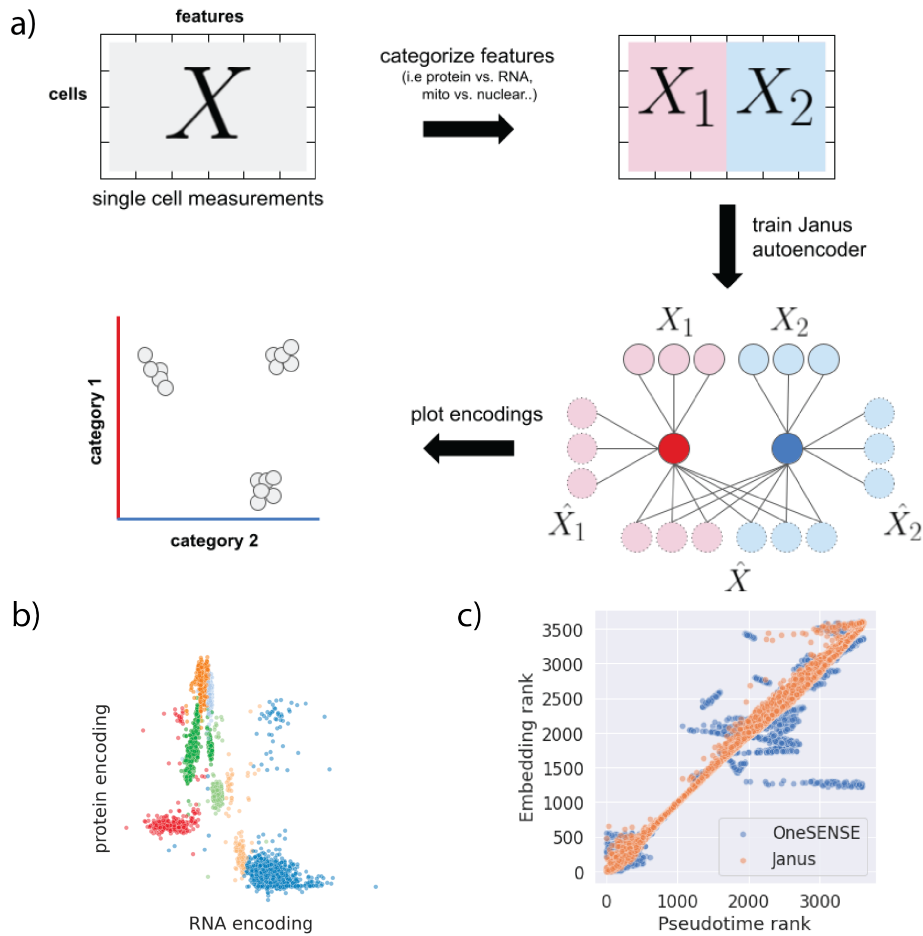 a)
features
cells
X
single cell measurements
categorize features
(i.e protein vs. RNA,
mito vs. nuclear..)
X₁ X₂
train Janus
autoencoder
X₁ X₂
X̂₁ X̂₂
X̂
plot encodings
category 1
category 2
b)
protein encoding
RNA encoding
c)
Embedding rank
3500
3000
2500
2000
1500
1000
500
0
OneSENSE
Janus
0 1000 2000 3000
Pseudotime rank